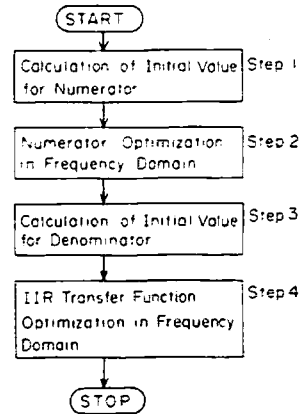 START
Calculation of Initial Value Step 1
for Numerator
Numerator Optimization Step 2
in Frequency Domain
Calculation of Initial Value Step 3
for Denominator
IIR Transfer Function Step 4
Optimization in Frequency
Domain
STOP